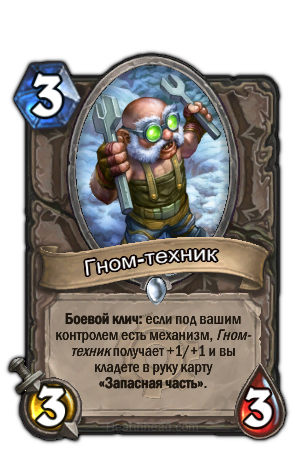 3
Гном-техник
Боевой клич: если под вашим
контролем есть механизм, Гном-
техник получает +1/+1 и вы
кладете в руку карту
«Запасная часть».
3
3